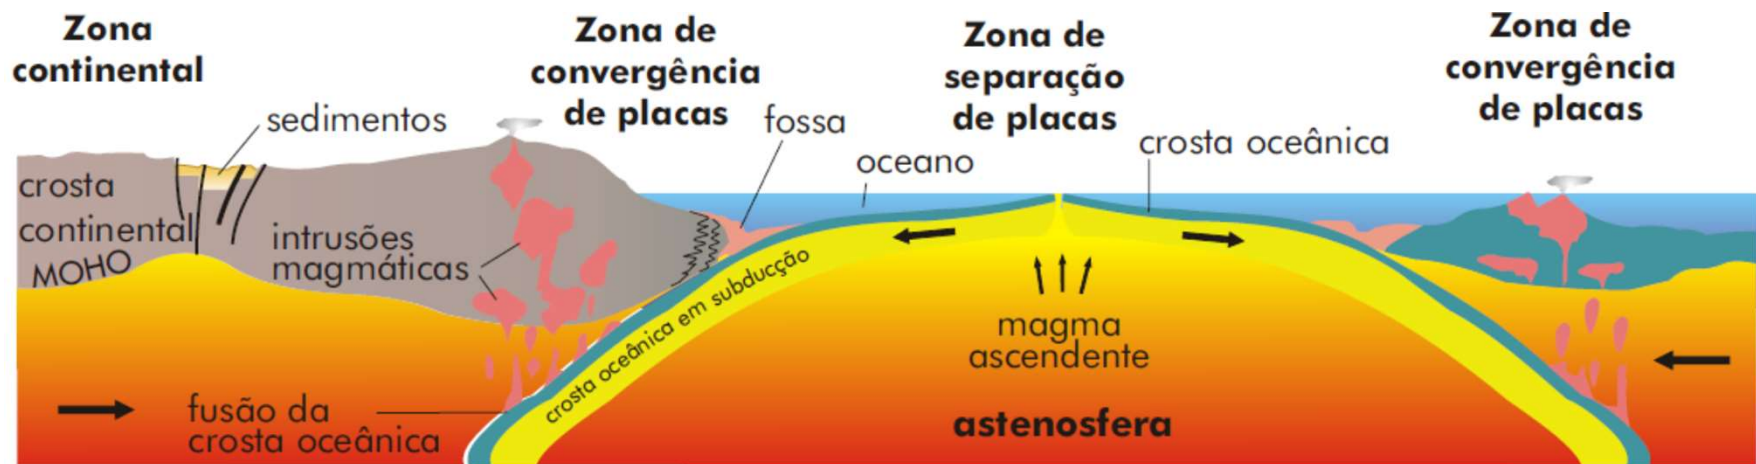 Zona
continental
Zona de
convergência
de placas
Zona de
separação
de placas
Zona de
convergência
de placas
sedimentos
fossa
oceano
crosta oceânica
crosta
continental
MOHO
intrusões
magmáticas
crosta oceânica em subducção
magma
ascendente
fusão da
crosta oceânica
astenosfera